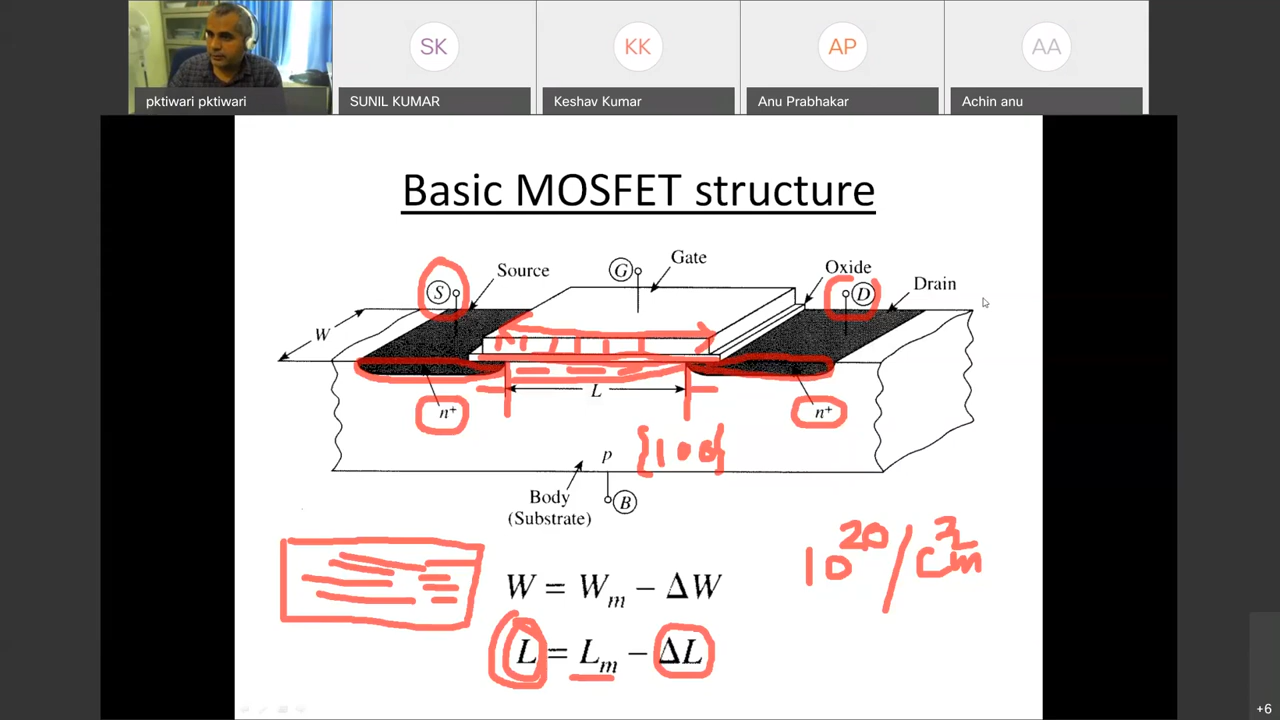 SK
KK
AP
AA
pktiwari pktiwari
SUNIL KUMAR
Keshav Kumar
Anu Prabhakar
Achin anu
Basic MOSFET structure
Source
G
Gate
Oxide
Drain
S
D
W
L
n+
n+
{100}
p
Body
(Substrate)
B
10^20/cm^3
W = Wm − ΔW
L = Lm − ΔL
+6